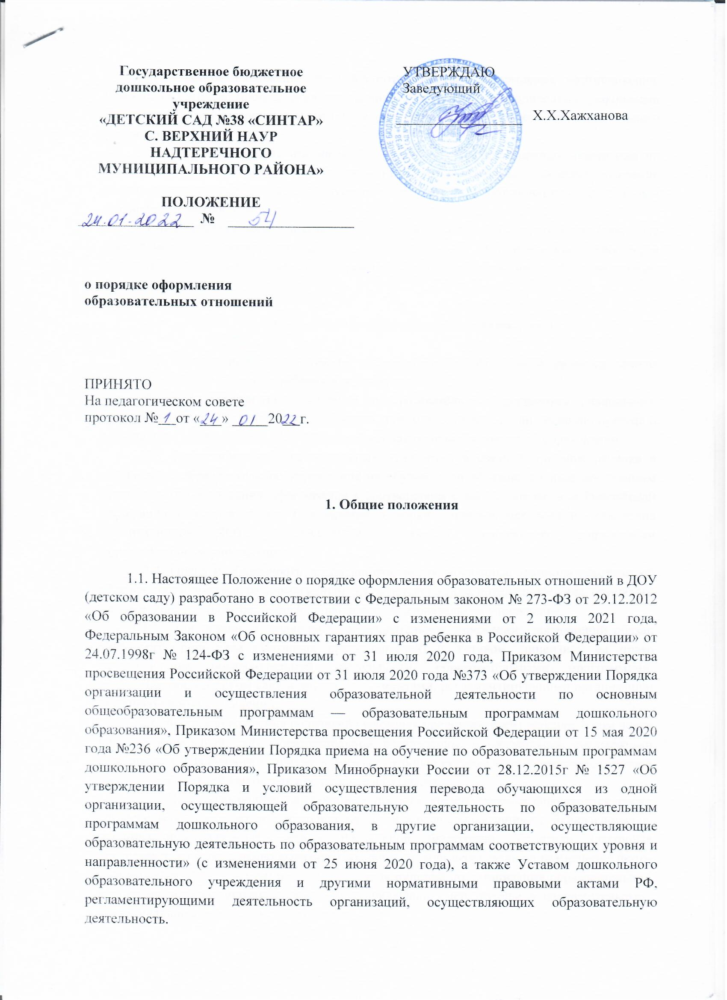 Государственное бюджетное
дошкольное образовательное
учреждение
«ДЕТСКИЙ САД №38 «СИНТАР»
С. ВЕРХНИЙ НАУР
НАДТЕРЕЧНОГО
МУНИЦИПАЛЬНОГО РАЙОНА»
ПОЛОЖЕНИЕ
24.01.2022 № 54
УТВЕРЖДАЮ
Заведующий
Х.Х.Хажханова
о порядке оформления
образовательных отношений
ПРИНЯТО
На педагогическом совете
протокол № 1 от «24» 01 2022 г.
1. Общие положения
1.1. Настоящее Положение о порядке оформления образовательных отношений в ДОУ
(детском саду) разработано в соответствии с Федеральным законом № 273-ФЗ от 29.12.2012
«Об образовании в Российской Федерации» с изменениями от 2 июля 2021 года,
Федеральным Законом «Об основных гарантиях прав ребенка в Российской Федерации» от
24.07.1998г № 124-ФЗ с изменениями от 31 июля 2020 года, Приказом Министерства
просвещения Российской Федерации от 31 июля 2020 года №373 «Об утверждении Порядка
организации и осуществления образовательной деятельности по основным
общеобразовательным программам — образовательным программам дошкольного
образования», Приказом Министерства просвещения Российской Федерации от 15 мая 2020
года №236 «Об утверждении Порядка приема на обучение по образовательным программам
дошкольного образования», Приказом Минобрнауки России от 28.12.2015г № 1527 «Об
утверждении Порядка и условий осуществления перевода обучающихся из одной
организации, осуществляющей образовательную деятельность по образовательным
программам дошкольного образования, в другие организации, осуществляющие
образовательную деятельность по образовательным программам соответствующих уровня и
направленности» (с изменениями от 25 июня 2020 года), а также Уставом дошкольного
образовательного учреждения и другими нормативными правовыми актами РФ,
регламентирующими деятельность организаций, осуществляющих образовательную
деятельность.